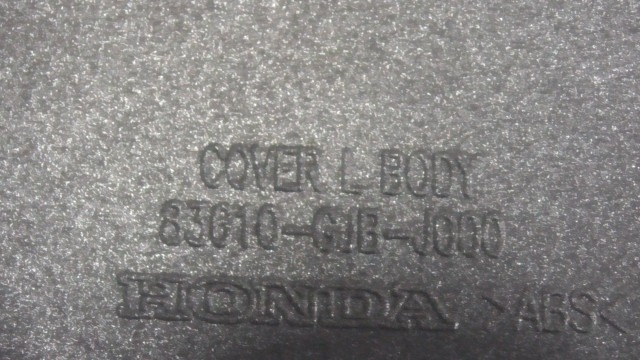 COVER L BODY
83610-GJB-J000
HONDA >ABS<